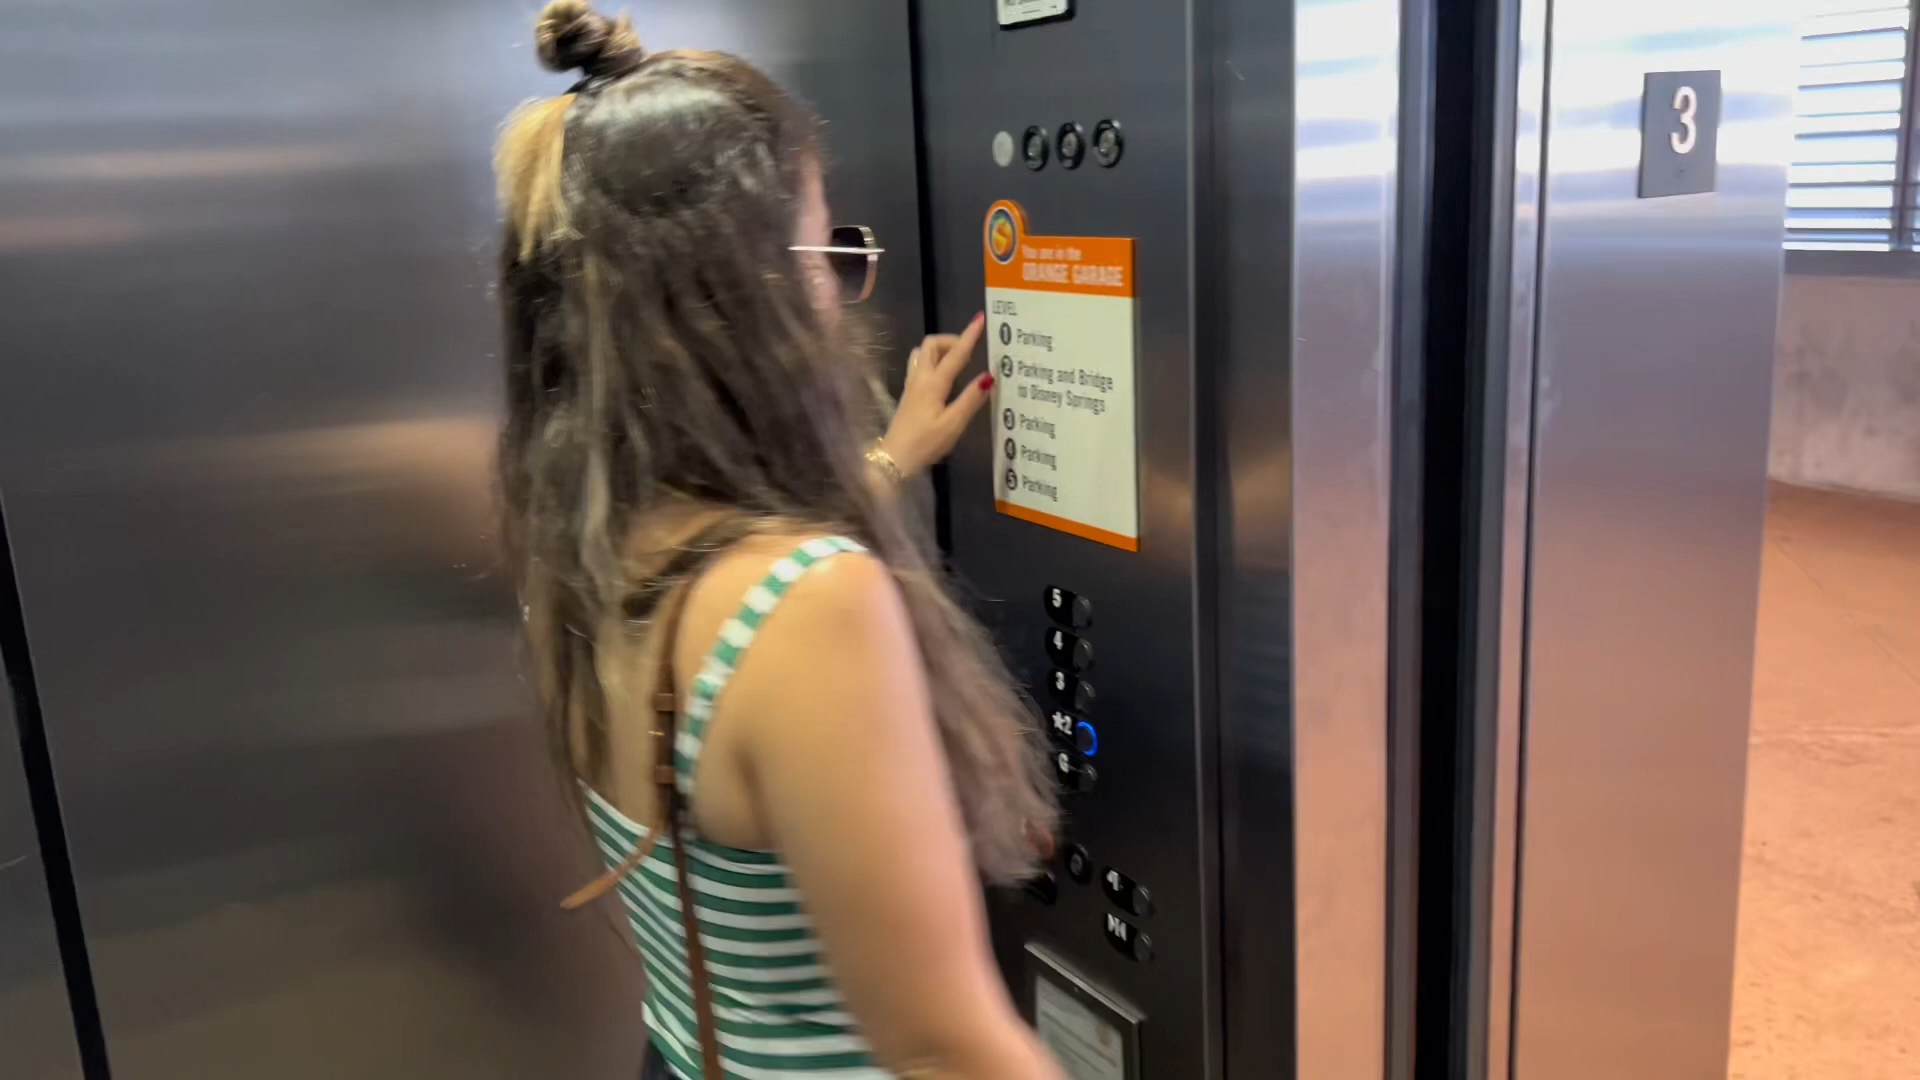 3
You are in the
ORANGE GARAGE
LEVEL
1 Parking
2 Parking and Bridge
to Disney Springs
3 Parking
4 Parking
5 Parking
5
4
3
★2
G